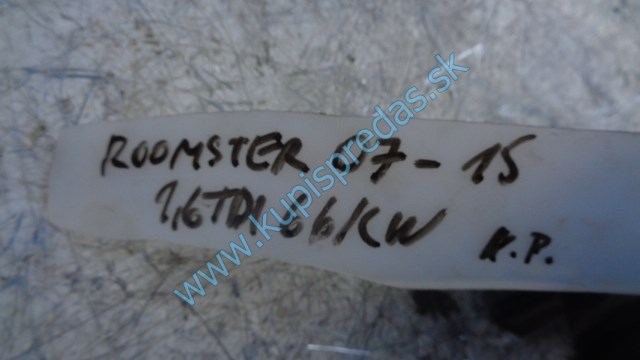 ROOMSTER 07-15
1,6TDI 66KW
K.P.
www.kupispredas.sk